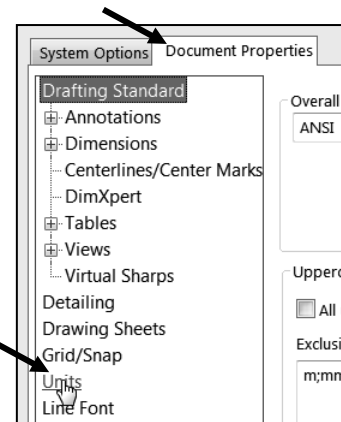 System Options Document Properties
Drafting Standard
Annotations
Dimensions
Centerlines/Center Marks
DimXpert
Tables
Views
Virtual Sharps
Detailing
Drawing Sheets
Grid/Snap
Units
Line Font
Overall
ANSI
Upperc
All
Exclusi
m;mm